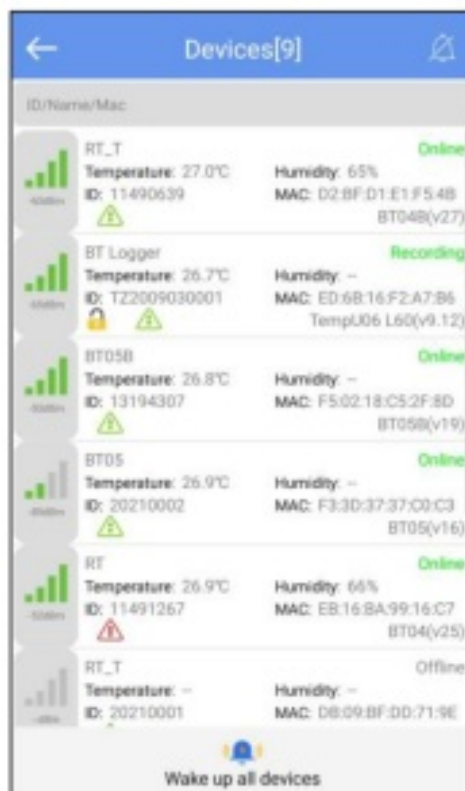 Devices[9]
ID/Name/Mac
RT_T Online
Temperature: 27.0℃ Humidity: 65%
ID: 11490639 MAC: D2:BF:D1:E1:F5:4B
BT04B(v27)
BT Logger Recording
Temperature: 26.7℃ Humidity: --
ID: TZ2009030001 MAC: ED:6B:16:F2:A7:B6
TempU06 L60(v9.12)
BT05B Online
Temperature: 26.8℃ Humidity: --
ID: 13194307 MAC: F5:02:18:C5:2F:8D
BT05B(v19)
BT05 Online
Temperature: 26.9℃ Humidity: --
ID: 20210002 MAC: F3:3D:37:37:C0:C3
BT05(v16)
RT Online
Temperature: 26.9℃ Humidity: 66%
ID: 11491267 MAC: EB:16:BA:99:16:C7
BT04(v25)
RT_T Offline
Temperature: -- Humidity: --
ID: 20210001 MAC: DB:09:BF:DD:71:9E
Wake up all devices